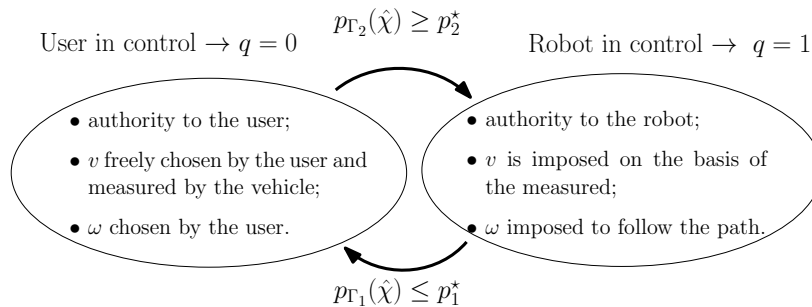 p_{Γ_2}(χ̂) ≥ p_2^⋆
User in control → q = 0
Robot in control → q = 1
• authority to the user;
• v freely chosen by the user and
measured by the vehicle;
• ω chosen by the user.
• authority to the robot;
• v is imposed on the basis of
the measured;
• ω imposed to follow the path.
p_{Γ_1}(χ̂) ≤ p_1^⋆